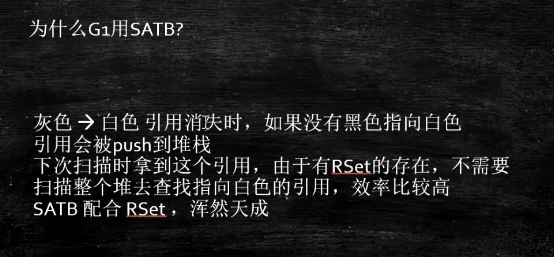 为什么G1用SATB?
灰色 → 白色 引用消失时，如果没有黑色指向白色
引用会被push到堆栈
下次扫描时拿到这个引用，由于有RSet的存在，不需要
扫描整个堆去查找指向白色的引用，效率比较高
SATB 配合 RSet ，浑然天成